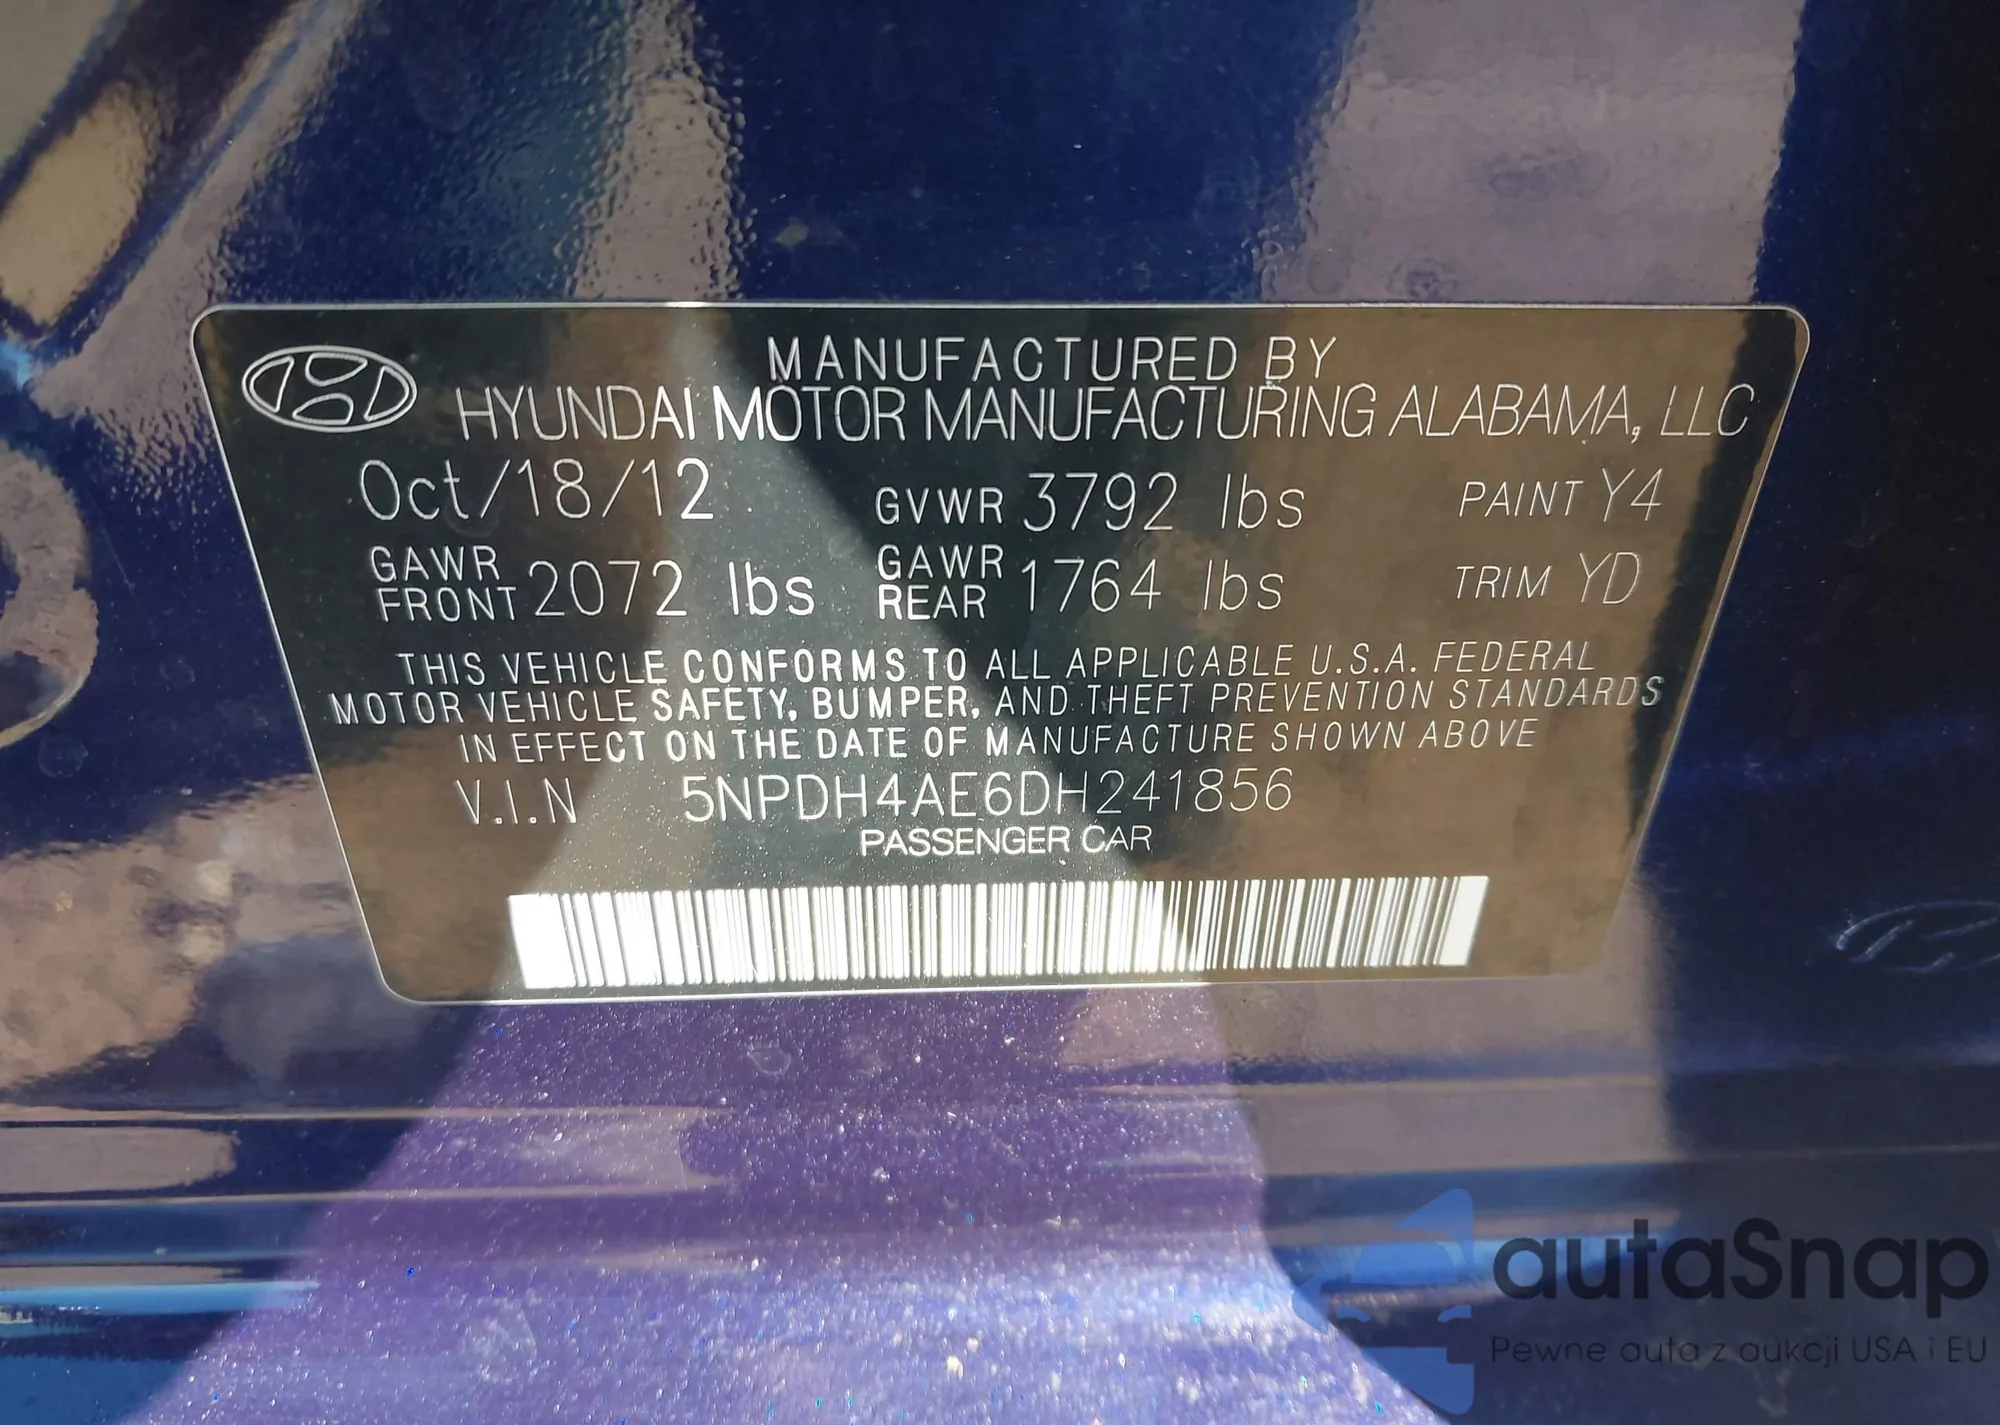 MANUFACTURED BY
HYUNDAI MOTOR MANUFACTURING ALABAMA, LLC
Oct/18/12 GVWR 3792 lbs PAINT Y4
GAWR FRONT 2072 lbs GAWR REAR 1764 lbs TRIM YD
THIS VEHICLE CONFORMS TO ALL APPLICABLE U.S.A. FEDERAL
MOTOR VEHICLE SAFETY, BUMPER, AND THEFT PREVENTION STANDARDS
IN EFFECT ON THE DATE OF MANUFACTURE SHOWN ABOVE
V.I.N 5NPDH4AE6DH241856
PASSENGER CAR
autaSnap
Pewne auta z aukcji USA i EU